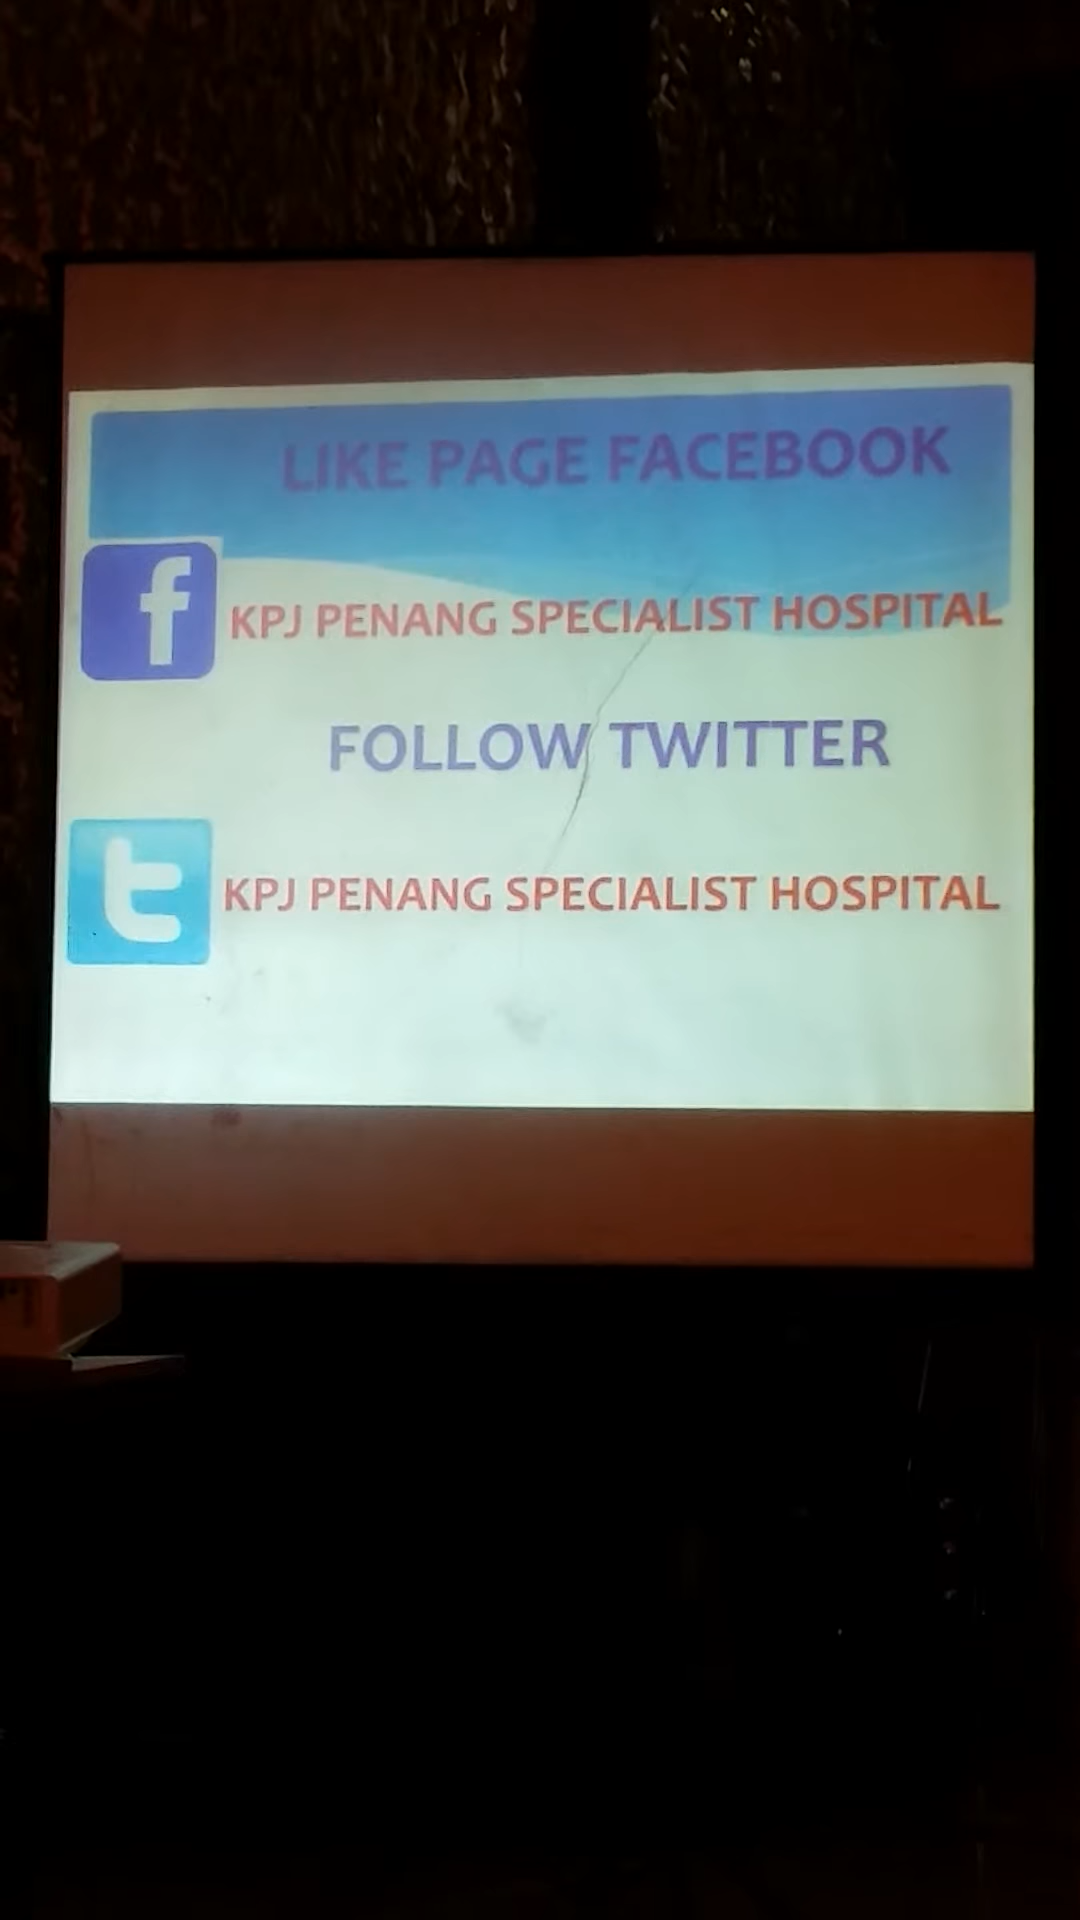 LIKE PAGE FACEBOOK
f KPJ PENANG SPECIALIST HOSPITAL
FOLLOW TWITTER
t KPJ PENANG SPECIALIST HOSPITAL